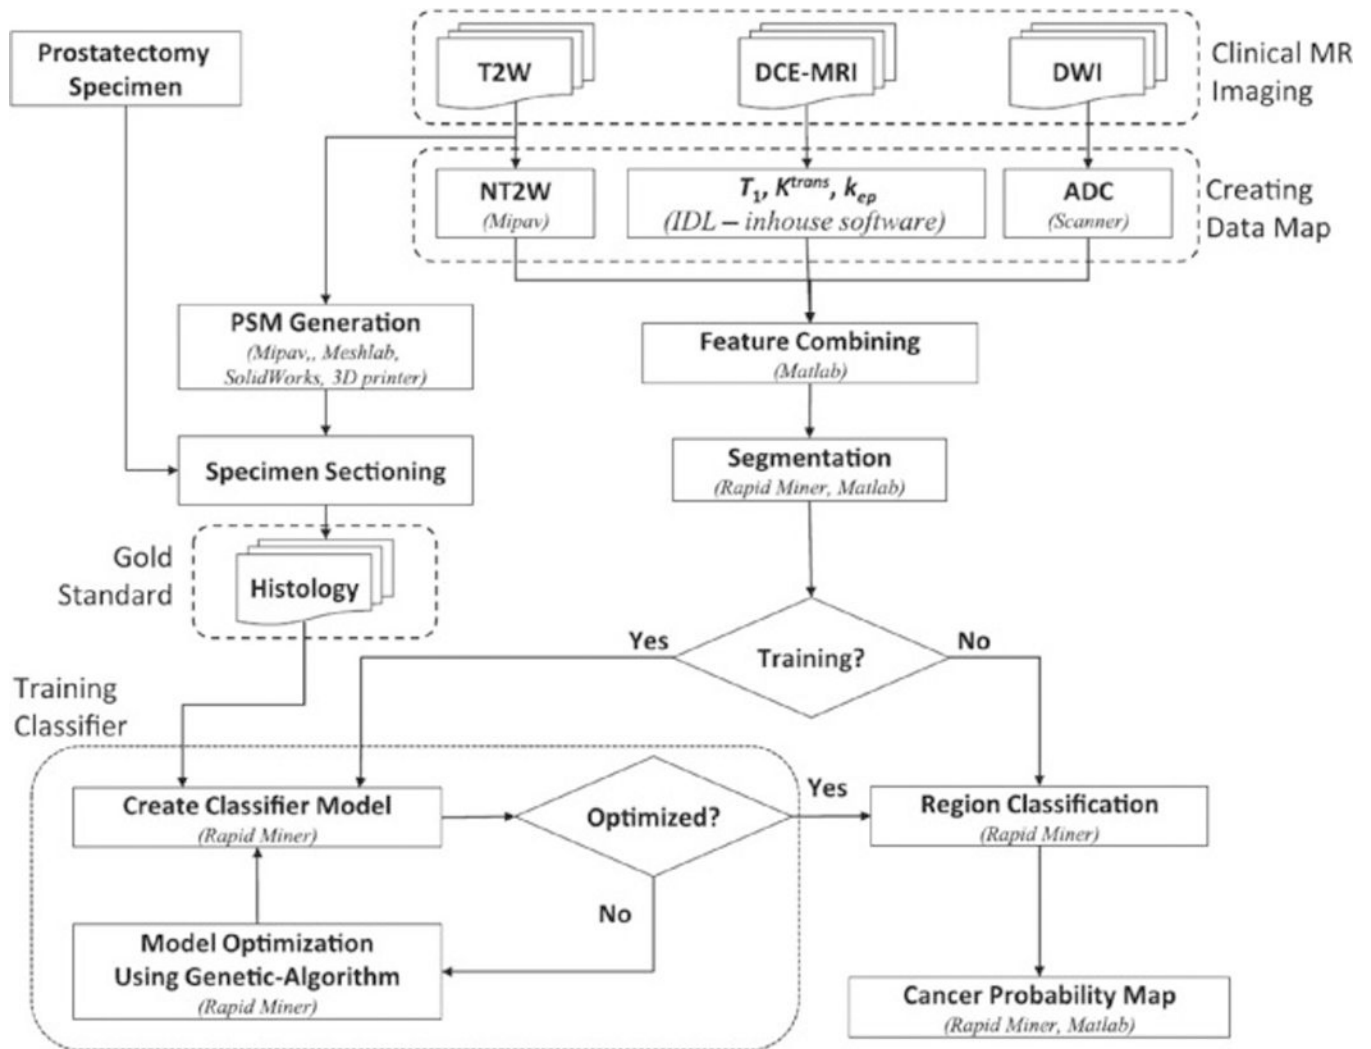 Prostatectomy
Specimen
T2W
DCE-MRI
DWI
Clinical MR
Imaging
NT2W
(Mipav)
T1, Ktrans, kep
(IDL – inhouse software)
ADC
(Scanner)
Creating
Data Map
PSM Generation
(Mipav,, Meshlab,
SolidWorks, 3D printer)
Feature Combining
(Matlab)
Specimen Sectioning
Segmentation
(Rapid Miner, Matlab)
Gold
Standard
Histology
Yes
Training?
No
Training
Classifier
Create Classifier Model
(Rapid Miner)
Optimized?
Yes
Region Classification
(Rapid Miner)
No
Model Optimization
Using Genetic-Algorithm
(Rapid Miner)
Cancer Probability Map
(Rapid Miner, Matlab)